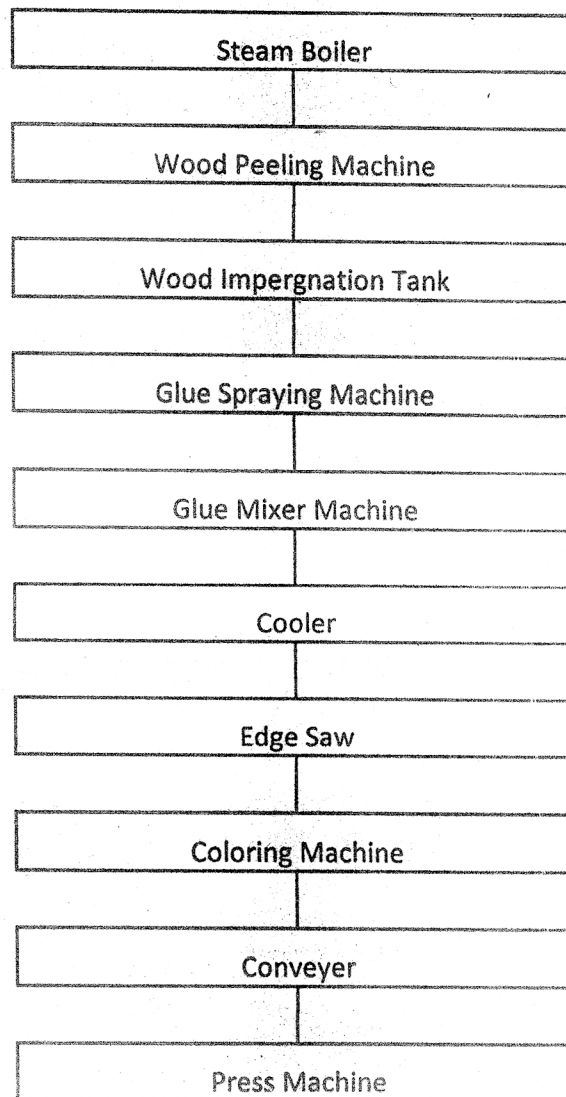 Steam Boiler
Wood Peeling Machine
Wood Impergnation Tank
Glue Spraying Machine
Glue Mixer Machine
Cooler
Edge Saw
Coloring Machine
Conveyer
Press Machine